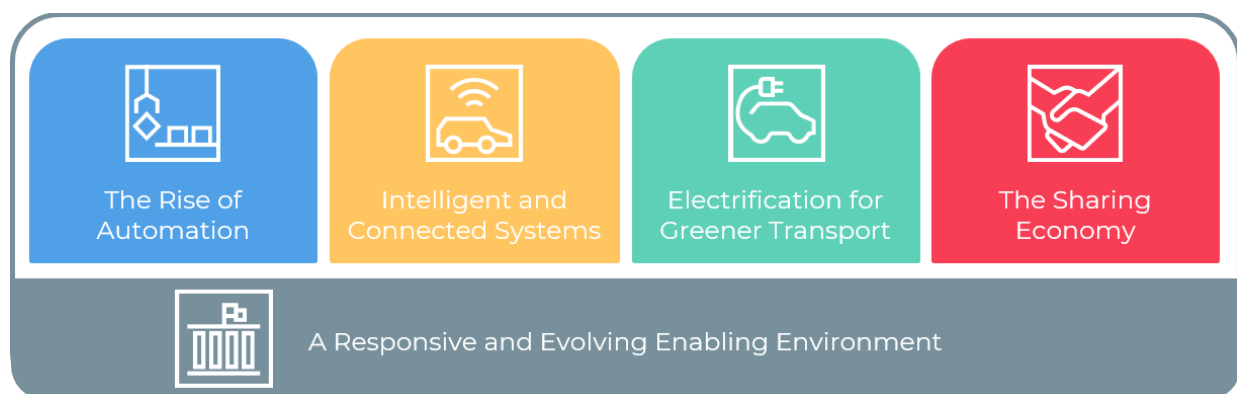 The Rise of
Automation
Intelligent and
Connected Systems
Electrification for
Greener Transport
The Sharing
Economy
A Responsive and Evolving Enabling Environment